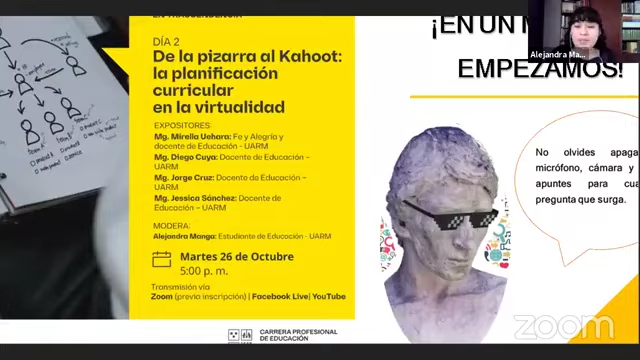 EN TRASCENDENCIA
DÍA 2
De la pizarra al Kahoot:
la planificación
curricular
en la virtualidad
EXPOSITORES:
Mg. Mirella Uehara: Fe y Alegría y
docente de Educación - UARM
Mg. Diego Cuya: Docente de Educación –
UARM
Mg. Jorge Cruz: Docente de Educación –
UARM
Mg. Jessica Sánchez: Docente de
Educación – UARM
MODERA:
Alejandra Manga: Estudiante de Educación - UARM
Martes 26 de Octubre
5:00 p. m.
Transmisión vía
Zoom (previa inscripción) | Facebook Live| YouTube
CARRERA PROFESIONAL
DE EDUCACIÓN
¡EN UN
EMPEZAMOS!
Alejandra Ma...
No olvides
micrófono, cámara y
apuntes para
pregunta que surga.
zoom